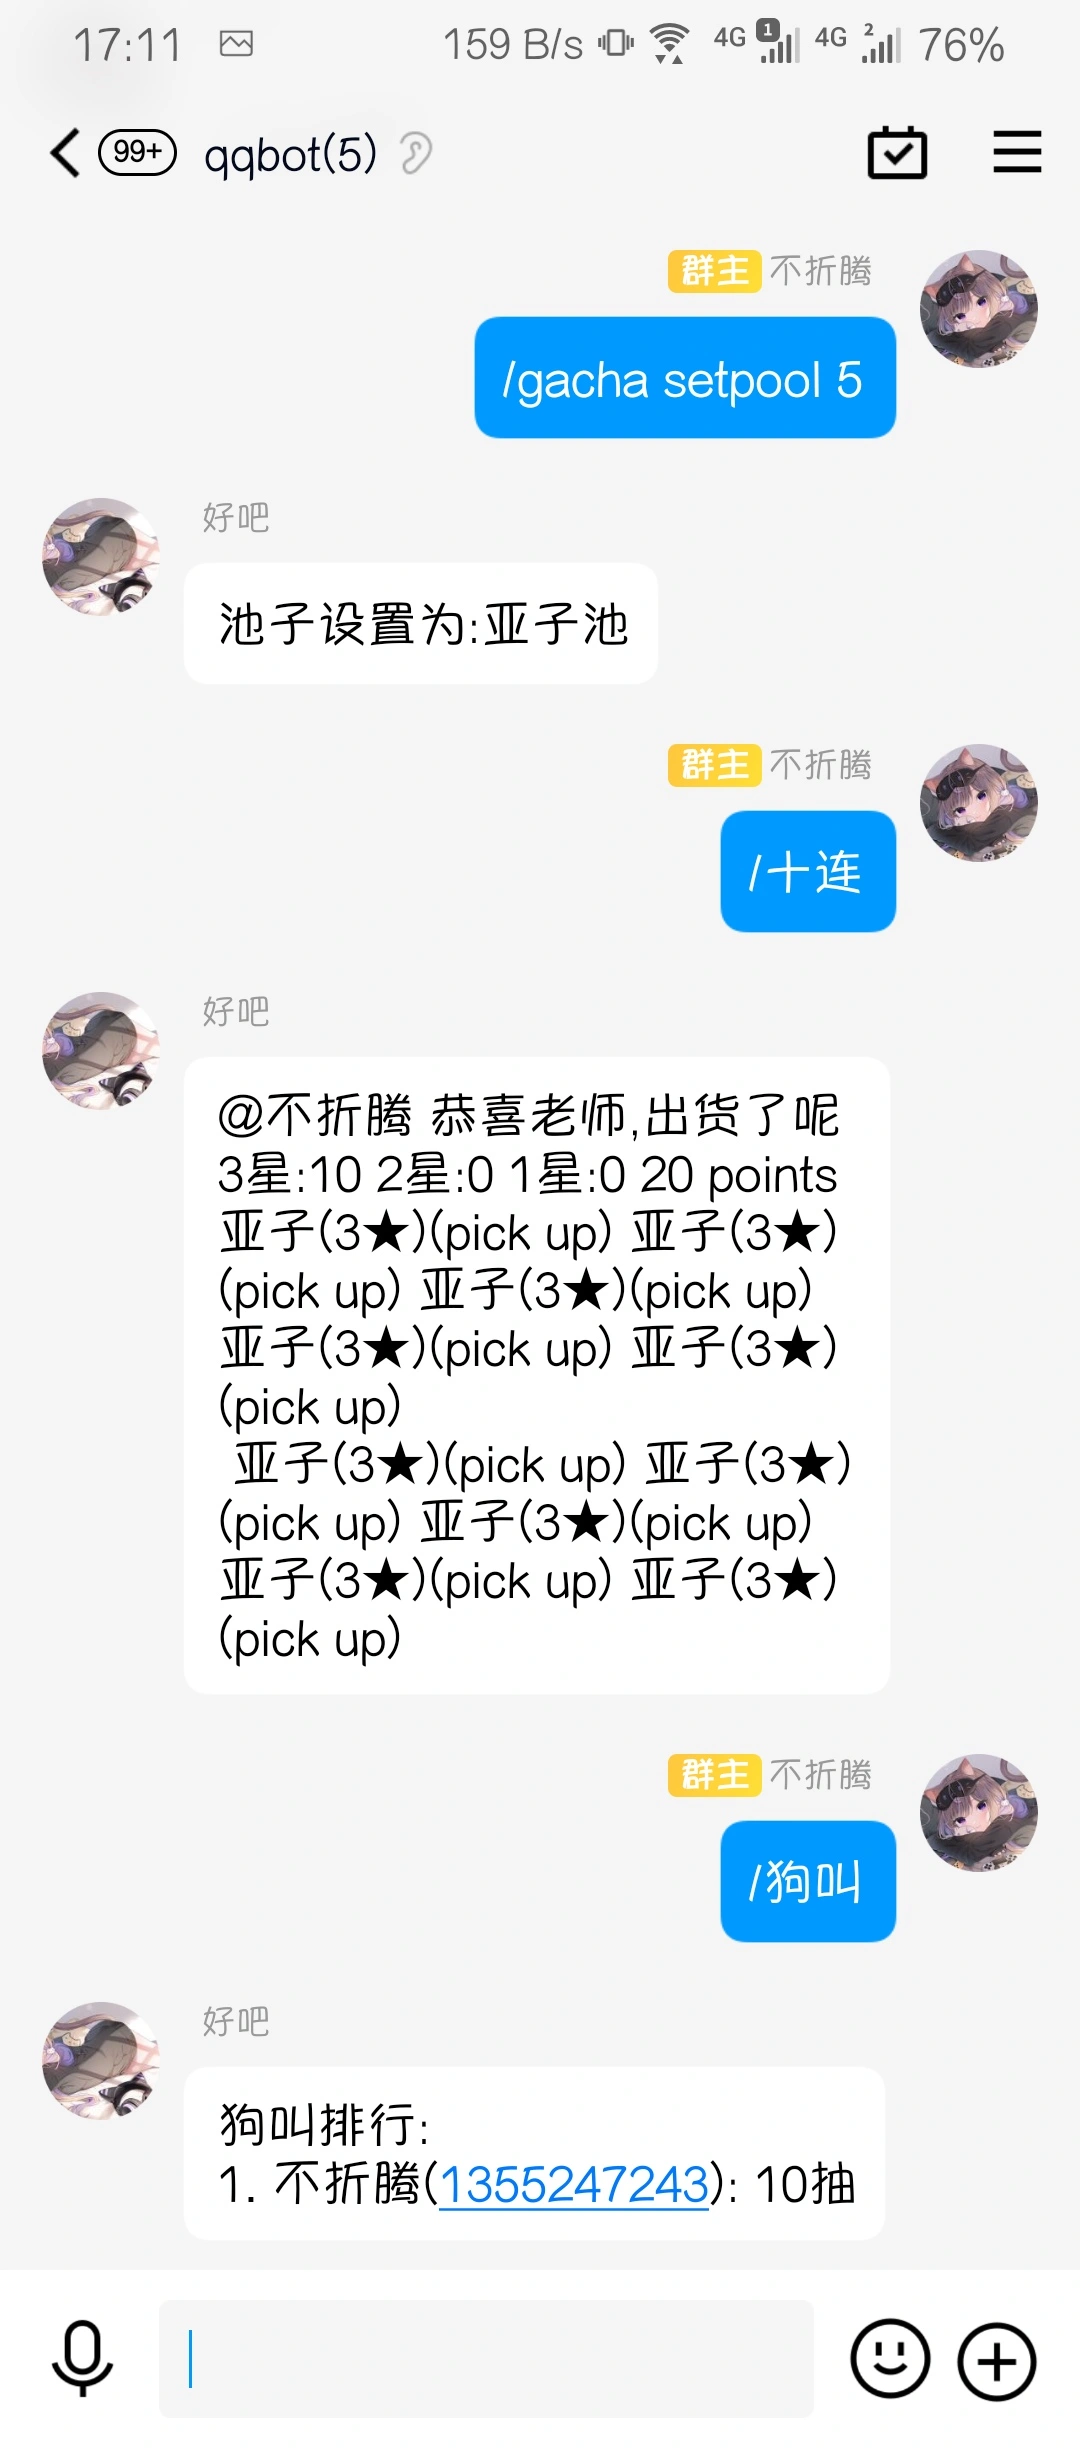 17:11 159 B/s 4G 1 4G 2 76%
99+ qqbot(5)
群主 不折腾
/gacha setpool 5
好吧
池子设置为:亚子池
群主 不折腾
/十连
好吧
@不折腾 恭喜老师,出货了呢
3星:10 2星:0 1星:0 20 points
亚子(3★)(pick up) 亚子(3★)
(pick up) 亚子(3★)(pick up)
亚子(3★)(pick up) 亚子(3★)
(pick up)
亚子(3★)(pick up) 亚子(3★)
(pick up) 亚子(3★)(pick up)
亚子(3★)(pick up) 亚子(3★)
(pick up)
群主 不折腾
/狗叫
好吧
狗叫排行:
1. 不折腾(1355247243): 10抽